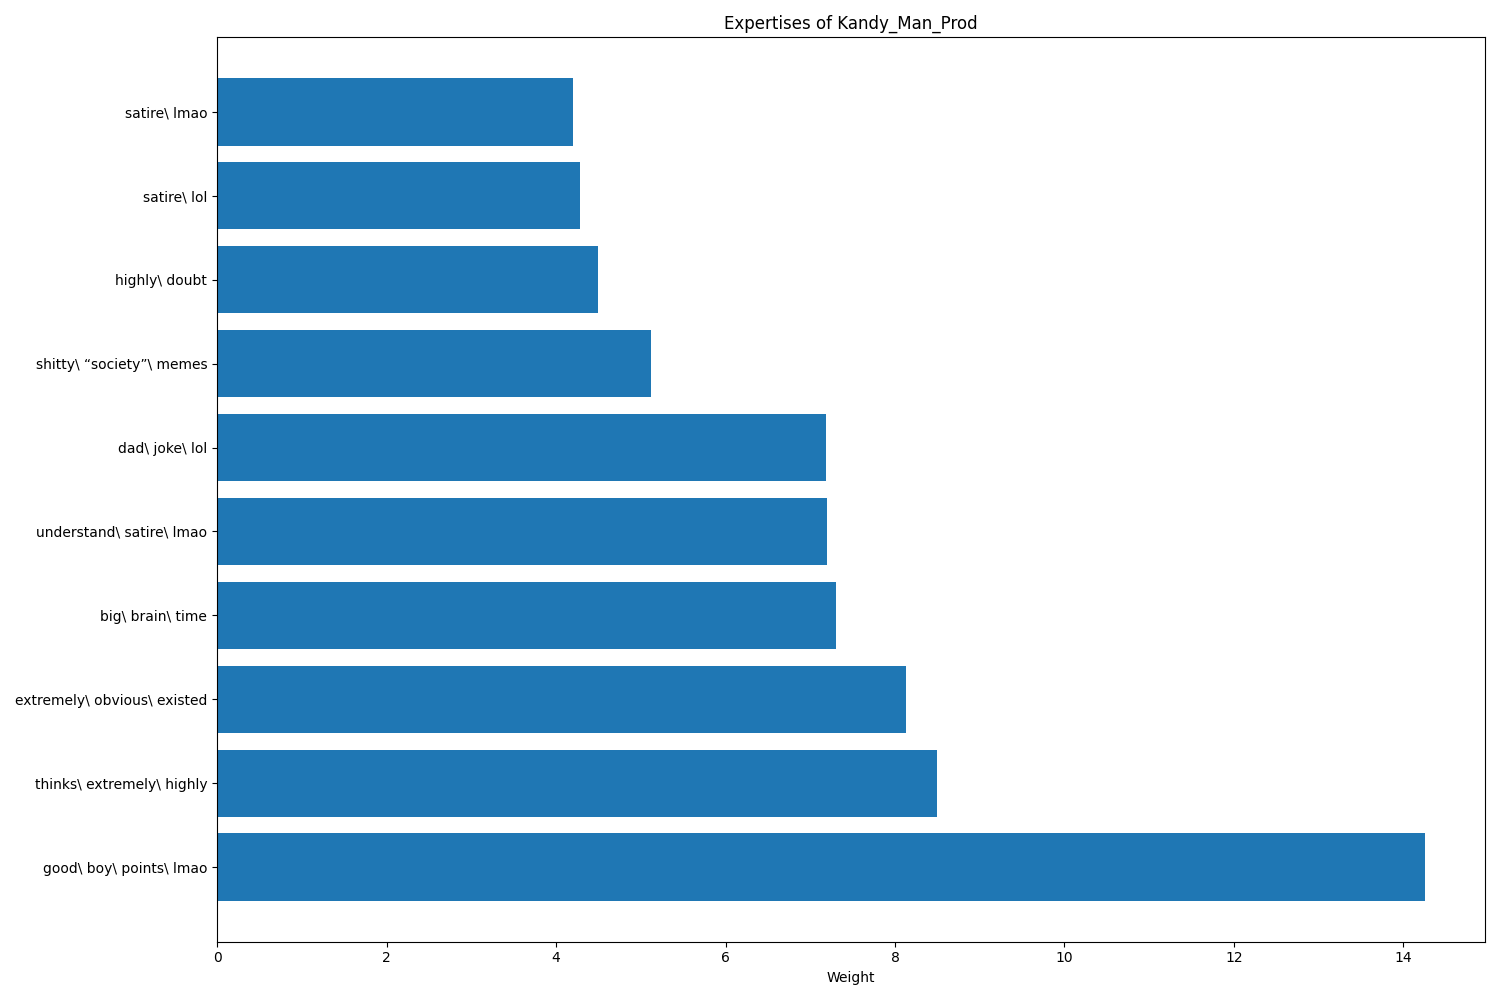 Expertises of Kandy_Man_Prod
satire\ lmao
satire\ lol
highly\ doubt
shitty\ “society”\ memes
dad\ joke\ lol
understand\ satire\ lmao
big\ brain\ time
extremely\ obvious\ existed
thinks\ extremely\ highly
good\ boy\ points\ lmao
0 2 4 6 8 10 12 14
Weight